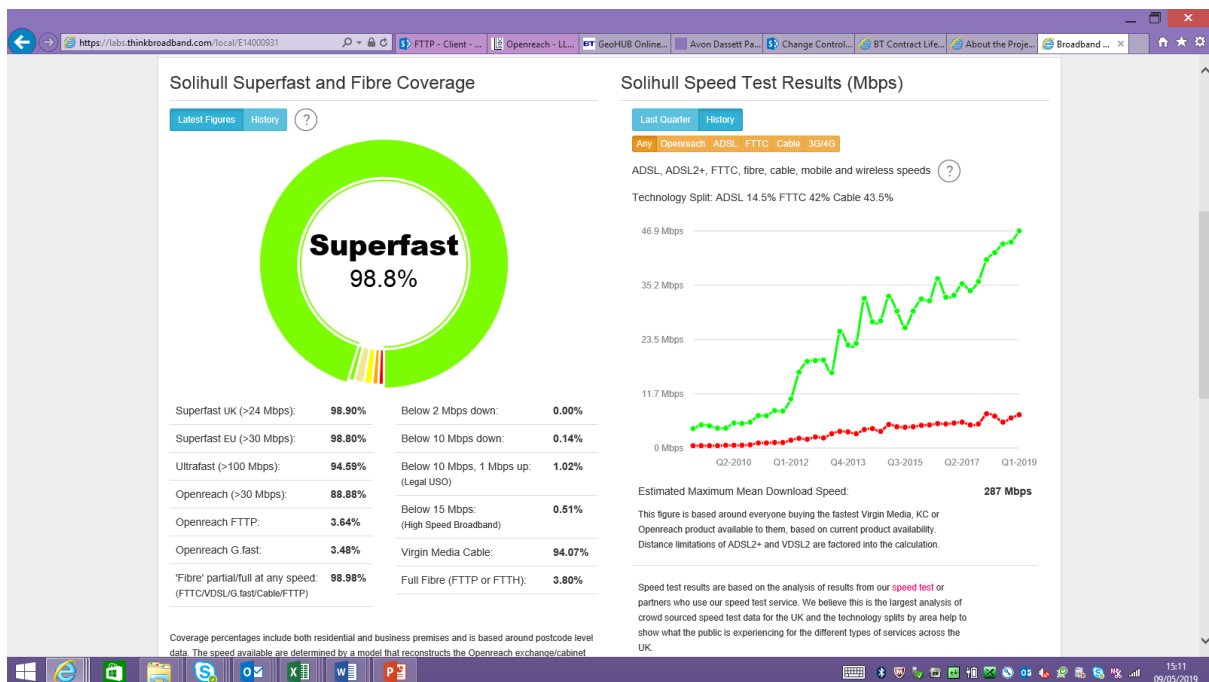 https://labs.thinkbroadband.com/local/E14000931
FTTP - Client - ...
Openreach - LL...
BT GeoHUB Online...
Avon Dassett Pa...
Change Control...
BT Contract Life...
About the Proje...
Broadband ...
Solihull Superfast and Fibre Coverage
Latest Figures History ?
Superfast
98.8%
Superfast UK (>24 Mbps): 98.90%
Superfast EU (>30 Mbps): 98.80%
Ultrafast (>100 Mbps): 94.59%
Openreach (>30 Mbps): 88.88%
Openreach FTTP: 3.64%
Openreach G.fast: 3.48%
'Fibre' partial/full at any speed: 98.98%
(FTTC/VDSL/G.fast/Cable/FTTP)
Below 2 Mbps down: 0.00%
Below 10 Mbps down: 0.14%
Below 10 Mbps, 1 Mbps up: 1.02%
(Legal USO)
Below 15 Mbps: 0.51%
(High Speed Broadband)
Virgin Media Cable: 94.07%
Full Fibre (FTTP or FTTH): 3.80%
Coverage percentages include both residential and business premises and is based around postcode level
data. The speed available are determined by a model that reconstructs the Openreach exchange/cabinet
Solihull Speed Test Results (Mbps)
Last Quarter History
Any Openreach ADSL FTTC Cable 3G/4G
ADSL, ADSL2+, FTTC, fibre, cable, mobile and wireless speeds ?
Technology Split: ADSL 14.5% FTTC 42% Cable 43.5%
46.9 Mbps
35.2 Mbps
23.5 Mbps
11.7 Mbps
0 Mbps
Q2-2010 Q1-2012 Q4-2013 Q3-2015 Q2-2017 Q1-2019
Estimated Maximum Mean Download Speed: 287 Mbps
This figure is based around everyone buying the fastest Virgin Media, KC or
Openreach product available to them, based on current product availability.
Distance limitations of ADSL2+ and VDSL2 are factored into the calculation.
Speed test results are based on the analysis of results from our speed test or
partners who use our speed test service. We believe this is the largest analysis of
crowd sourced speed test data for the UK and the technology splits by area help to
show what the public is experiencing for the different types of services across the
UK.
15:11
09/05/2019